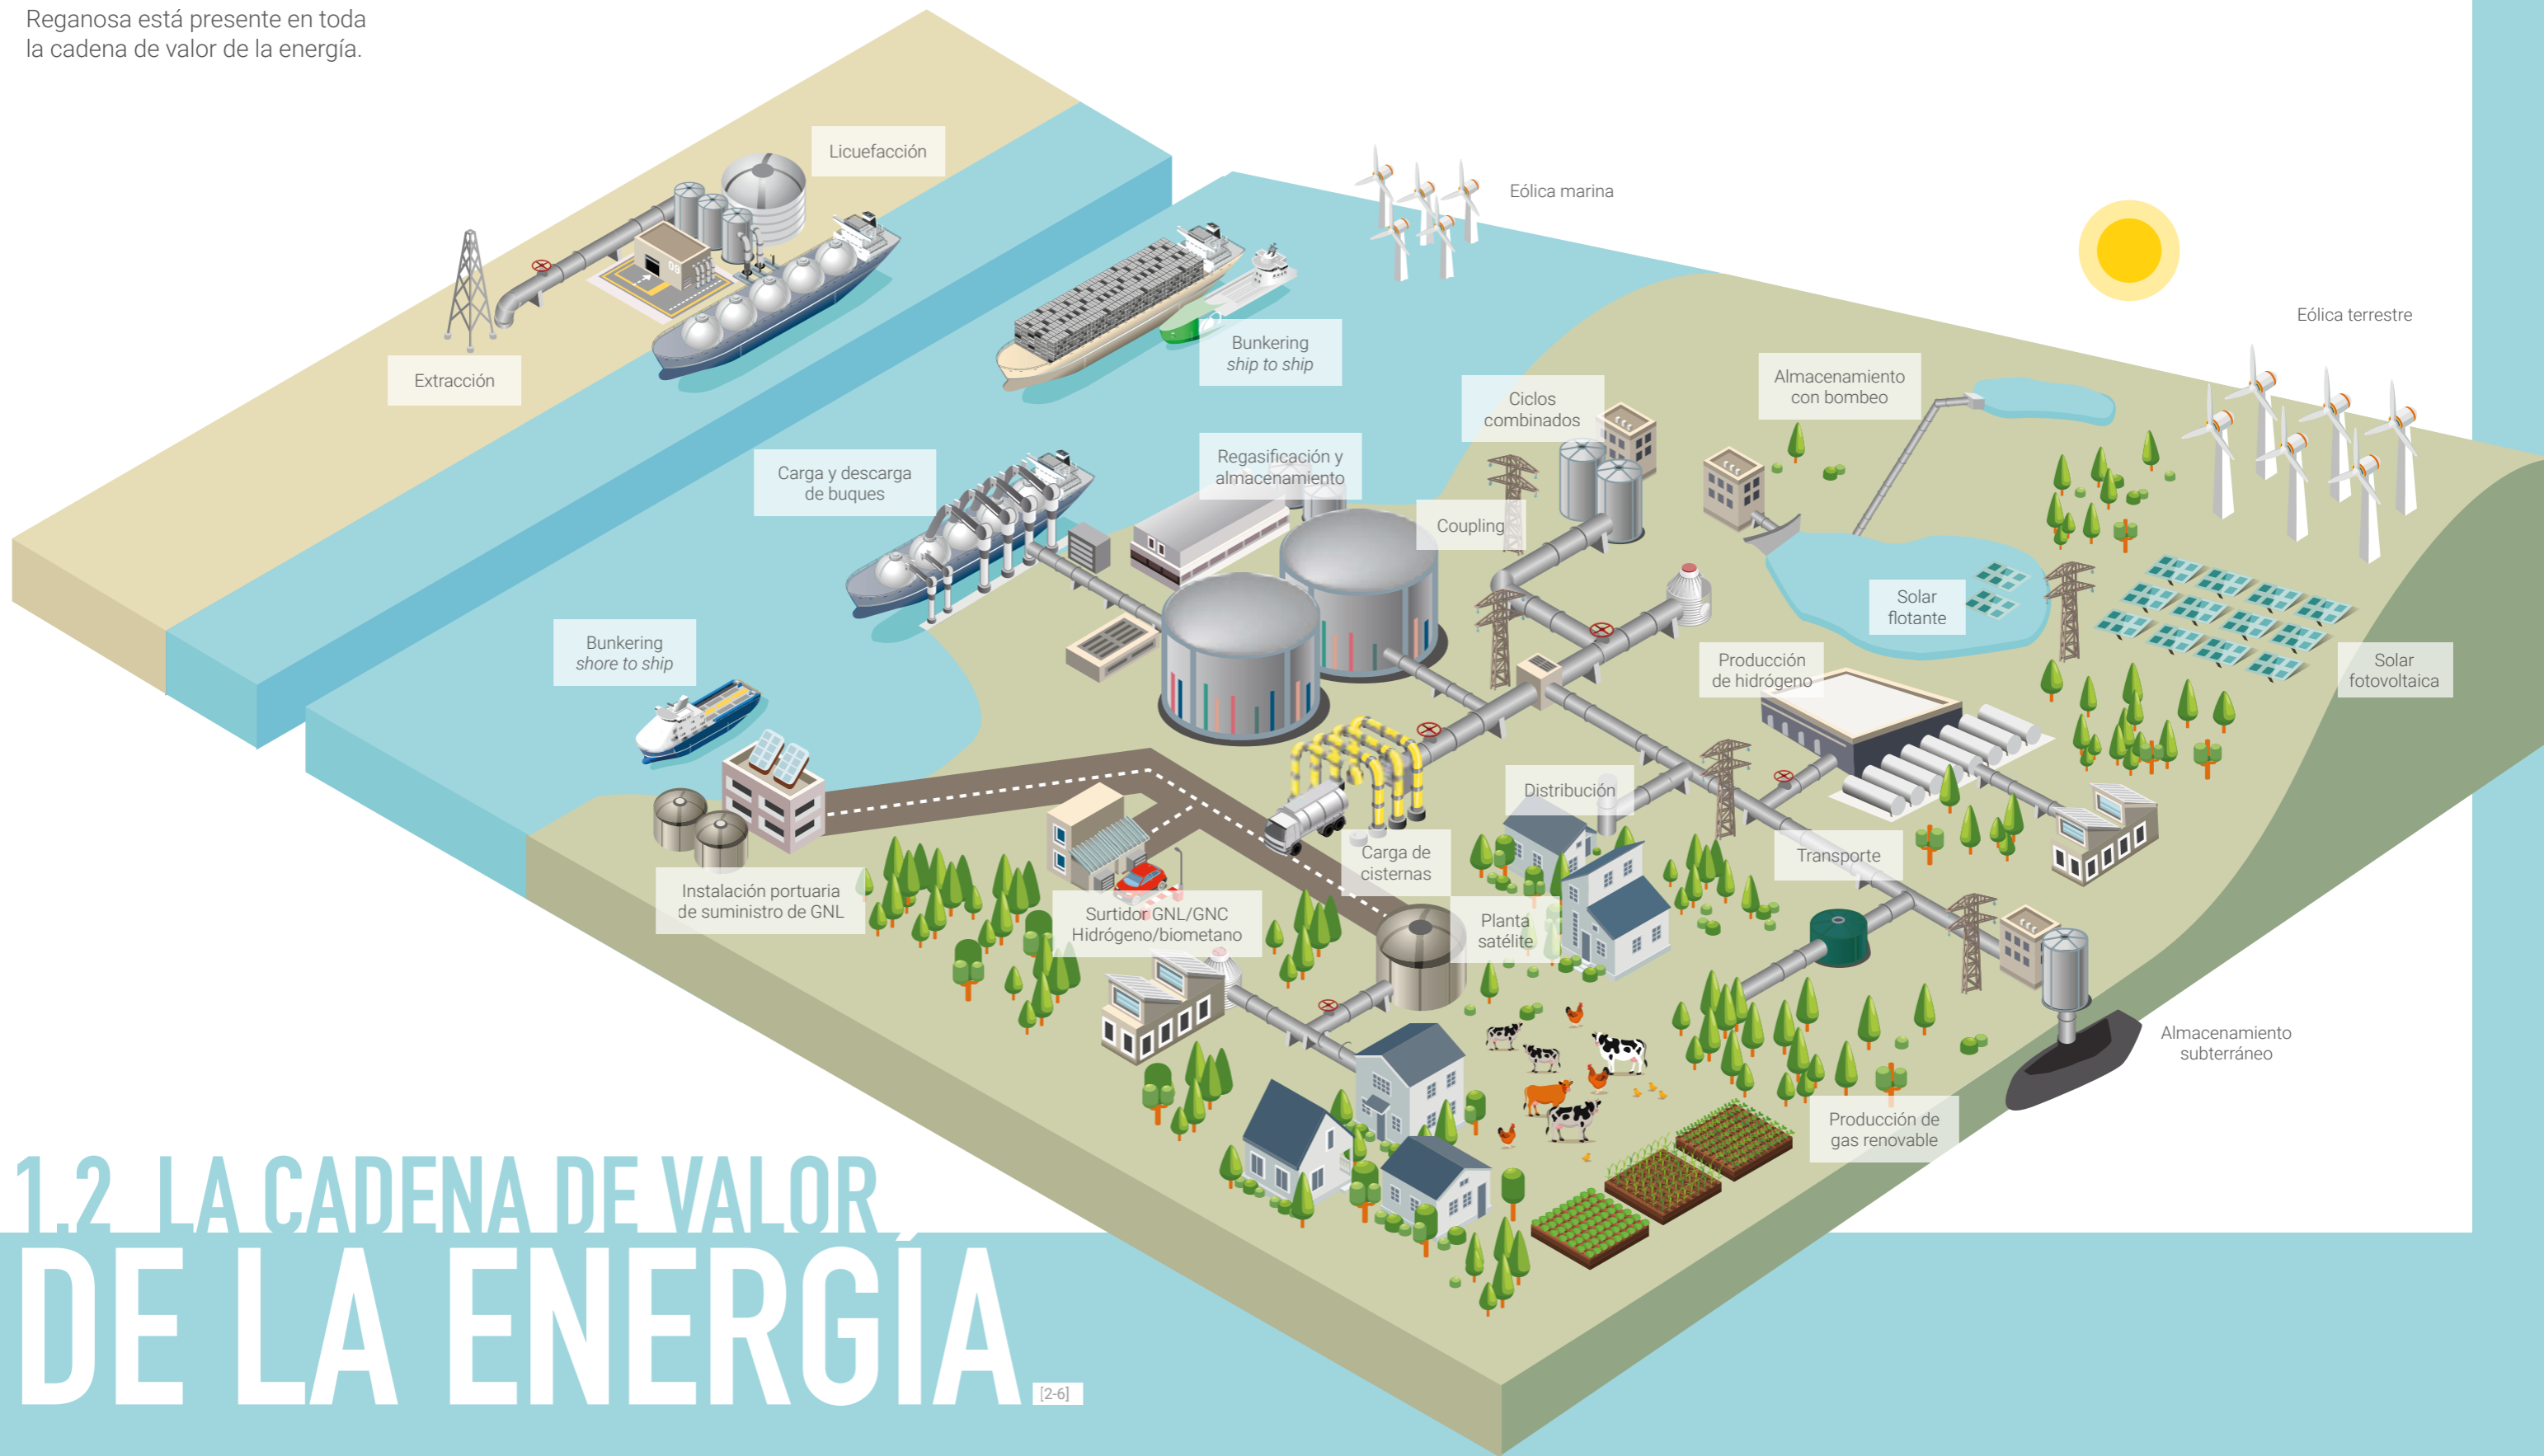 Reganosa está presente en toda
la cadena de valor de la energía.
Licuefacción
Eólica marina
Eólica terrestre
Extracción
Bunkering
ship to ship
Ciclos
combinados
Almacenamiento
con bombeo
Carga y descarga
de buques
Regasificación y
almacenamiento
Coupling
Solar
flotante
Bunkering
shore to ship
Producción
de hidrógeno
Solar
fotovoltaica
Distribución
Carga de
cisternas
Transporte
Instalación portuaria
de suministro de GNL
Surtidor GNL/GNC
Hidrógeno/biometano
Planta
satélite
Almacenamiento
subterráneo
Producción de
gas renovable
1.2 LA CADENA DE VALOR
DE LA ENERGÍA.
[2-6]